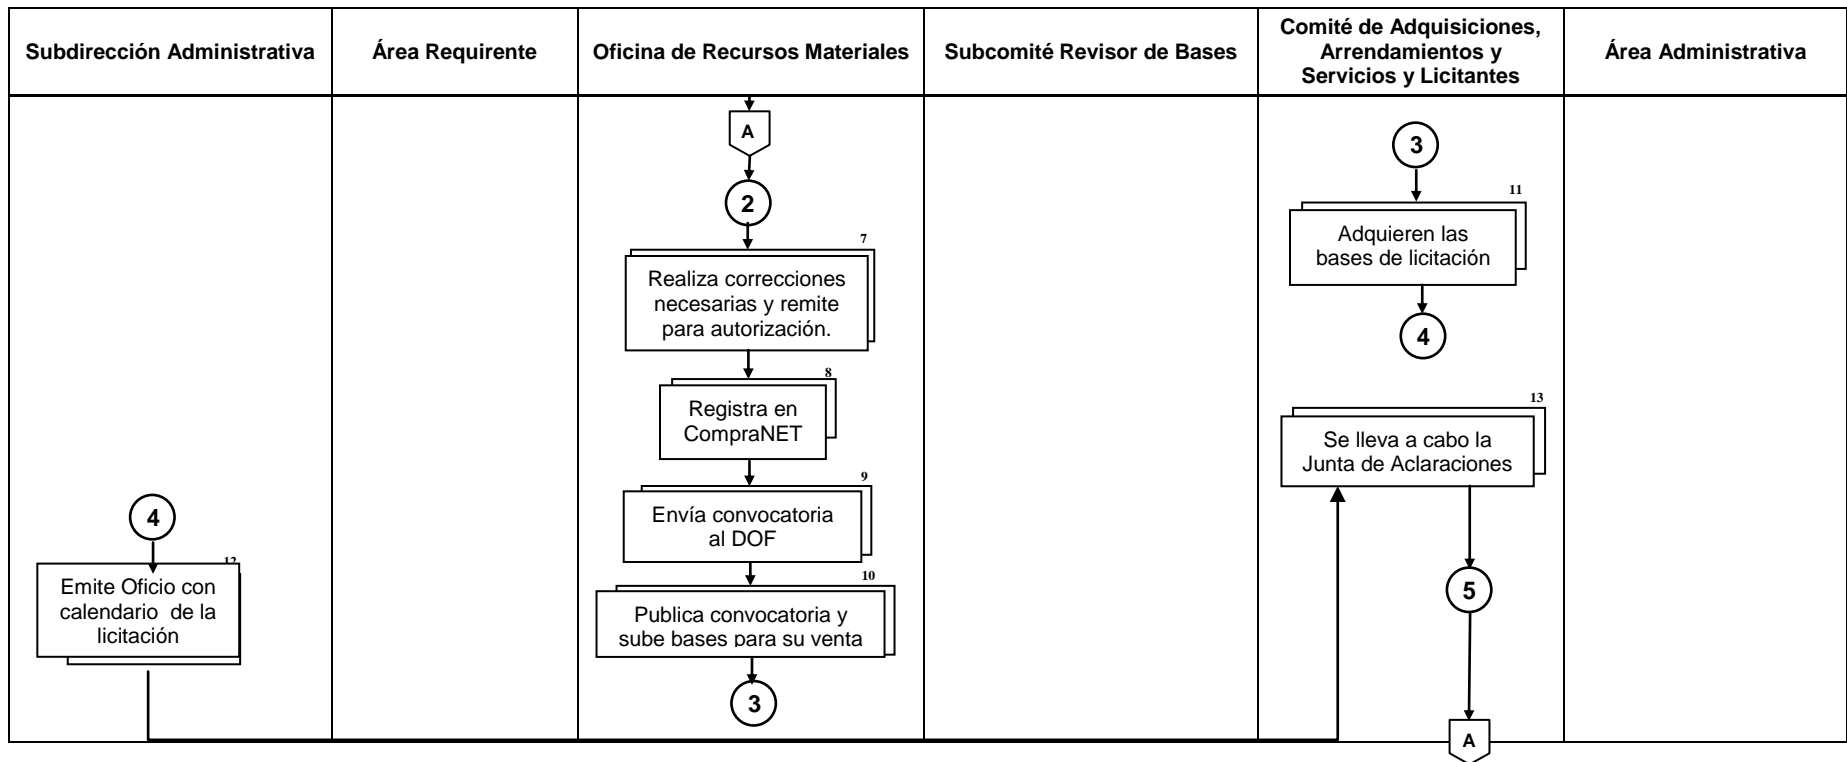 Subdirección Administrativa
Área Requirente
Oficina de Recursos Materiales
Subcomité Revisor de Bases
Comité de Adquisiciones,
Arrendamientos y
Servicios y Licitantes
Área Administrativa
4
12
Emite Oficio con
calendario de la
licitación
A
2
7
Realiza correcciones
necesarias y remite
para autorización.
8
Registra en
CompraNET
9
Envía convocatoria
al DOF
10
Publica convocatoria y
sube bases para su venta
3
3
11
Adquieren las
bases de licitación
4
13
Se lleva a cabo la
Junta de Aclaraciones
5
A